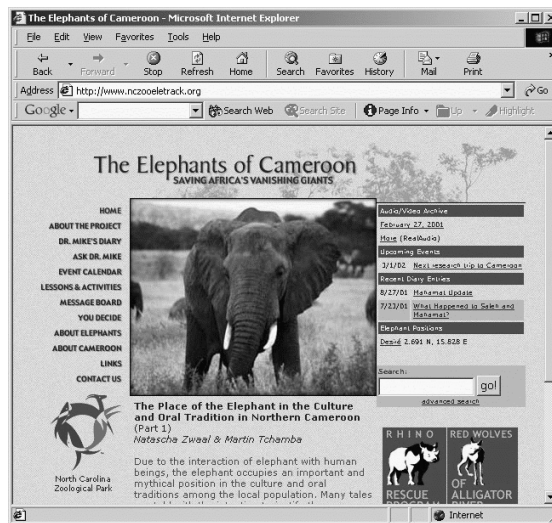 The Elephants of Cameroon - Microsoft Internet Explorer
File Edit View Favorites Tools Help
Back Forward Stop Refresh Home Search Favorites History Mail Print
Address http://www.nczooeletrack.org Go
Google Search Web Search Site Page Info Up Highlight
The Elephants of Cameroon
SAVING AFRICA'S VANISHING GIANTS
HOME
ABOUT THE PROJECT
DR. MIKE'S DIARY
ASK DR. MIKE
EVENT CALENDAR
LESSONS & ACTIVITIES
MESSAGE BOARD
YOU DECIDE
ABOUT ELEPHANTS
ABOUT CAMEROON
LINKS
CONTACT US
North Carolina
Zoological Park
Audio/Video Archive
February 27, 2001
More (RealAudio)
Upcoming Events
3/1/02 Next research trip to Cameroon
Recent Diary Entries
8/27/01 Mahamat Update
7/23/01 What Happened to Saleh and
Mahamat?
Elephant Positions
2.691 N, 15.828 E
Search:
go!
advanced search
The Place of the Elephant in the Culture
and Oral Tradition in Northern Cameroon
(Part 1)
Natascha Zwaal & Martin Tchamba
Due to the interaction of elephant with human
beings, the elephant occupies an important and
mythical position in the culture and oral
traditions among the local population. Many tales
RHINO
RESCUE
RED WOLVES
OF
ALLIGATOR
Internet